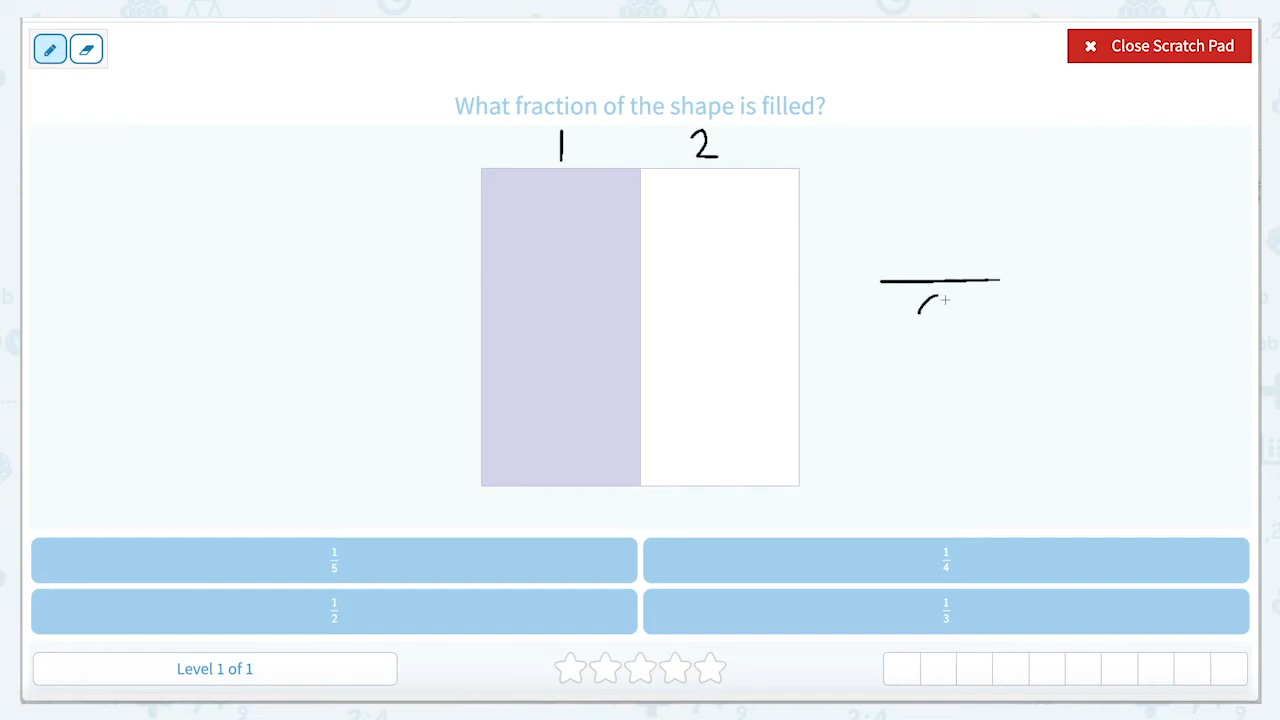 Close Scratch Pad
What fraction of the shape is filled?
1 2
1/5
1/4
1/2
1/3
Level 1 of 1